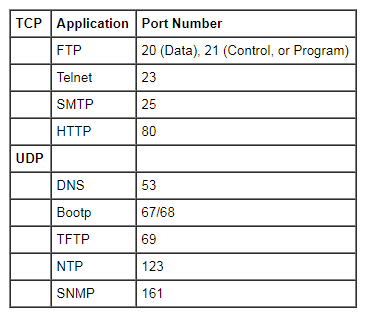 TCP Application Port Number
FTP 20 (Data), 21 (Control, or Program)
Telnet 23
SMTP 25
HTTP 80
UDP
DNS 53
Bootp 67/68
TFTP 69
NTP 123
SNMP 161